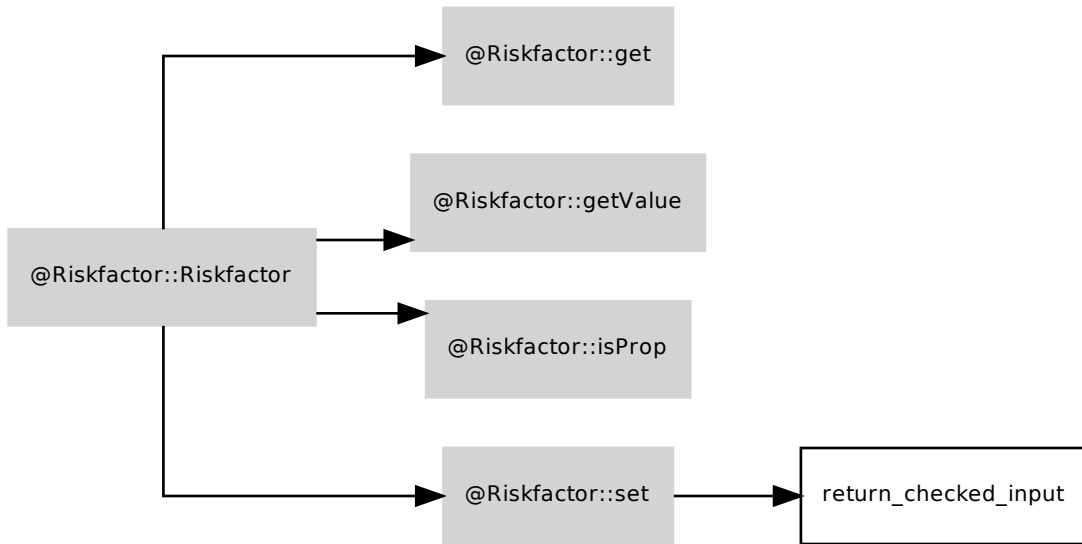 @Riskfactor::get
@Riskfactor::getValue
@Riskfactor::Riskfactor
@Riskfactor::isProp
@Riskfactor::set
return_checked_input